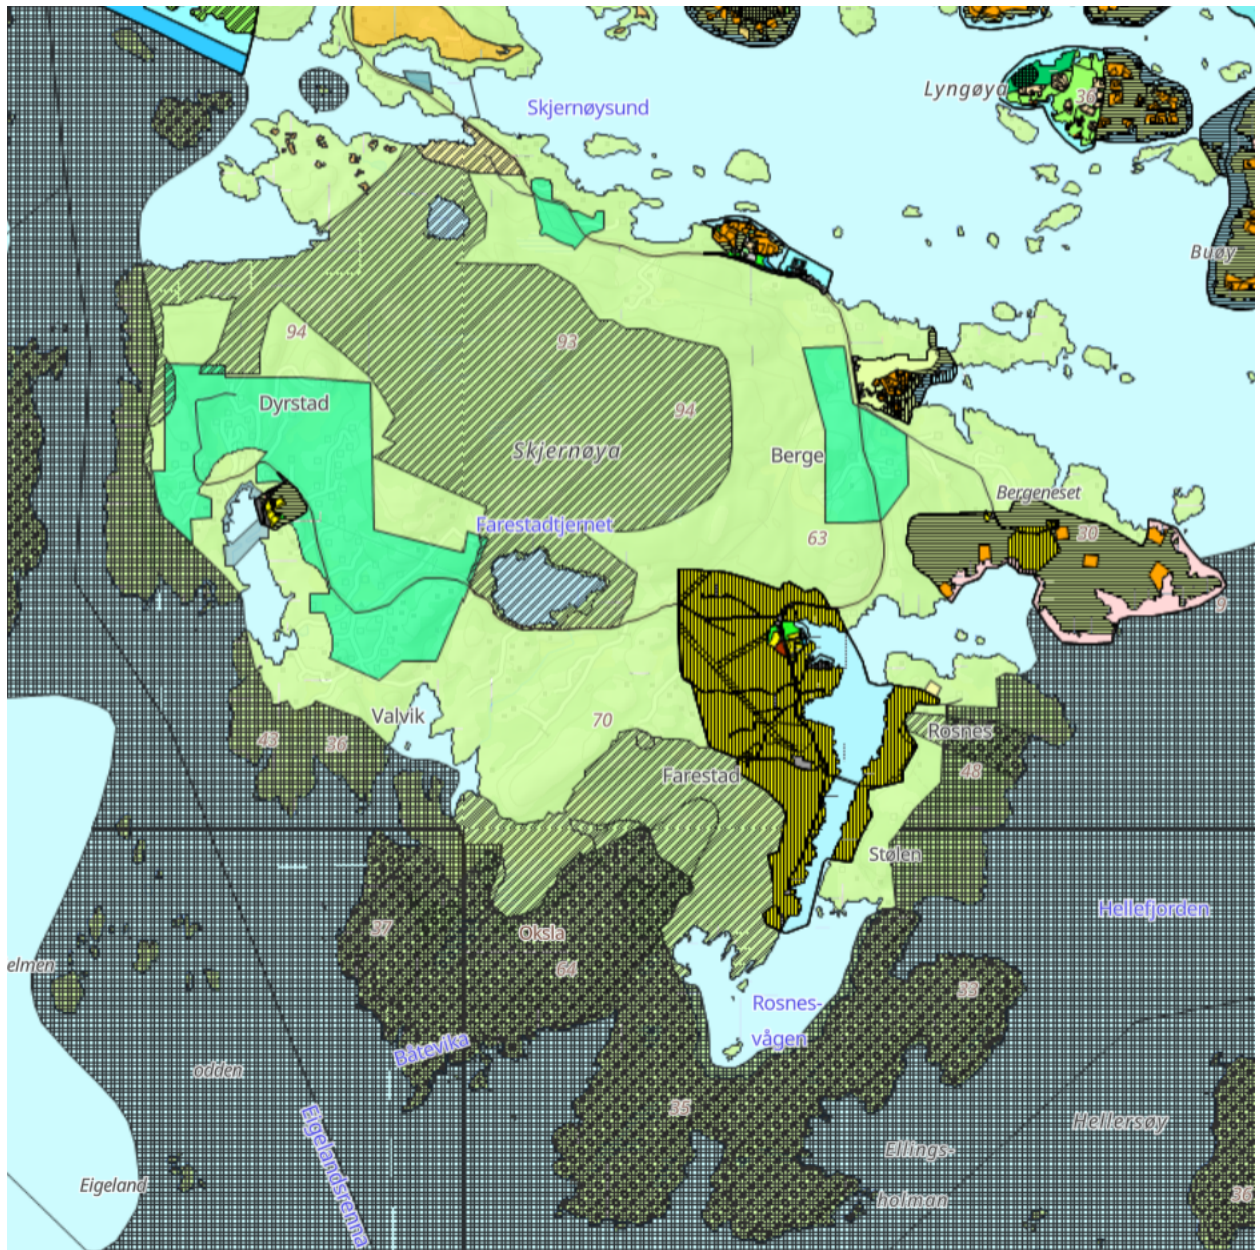 Lyngøya
36
Skjernøysund
Buøy
94
93
Dyrstad
94
Skjernøya
Berge
Bergeneset
Farestadtjernet
63
30
9
Valvik
70
Rosnes
43
36
Farestad
48
Stølen
Hellefjorden
37
Oksla
64
elmen
33
Rosnes-
vågen
Båtevika
odden
35
Hellersøy
Eigelandsrenna
Ellings-
Eigeland
holman
36